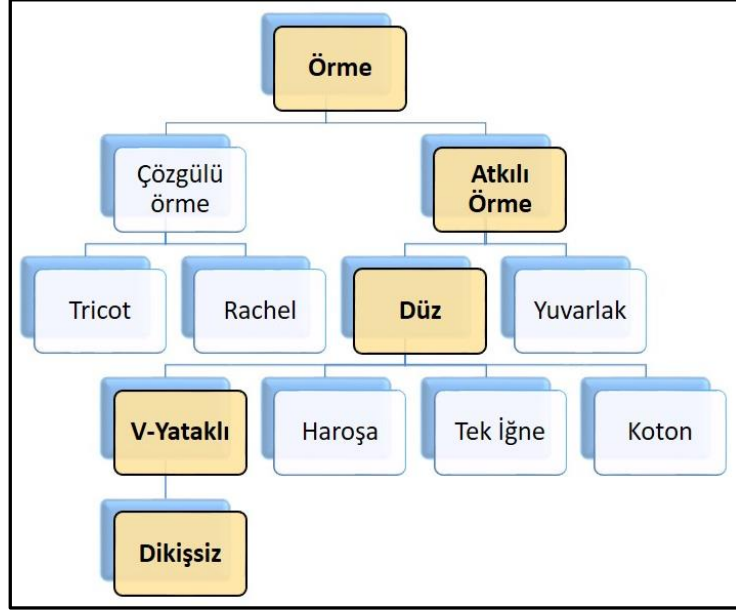 Örme
Çözgülü
örme
Atkılı
Örme
Tricot
Rachel
Düz
Yuvarlak
V-Yataklı
Haroşa
Tek İğne
Koton
Dikişsiz